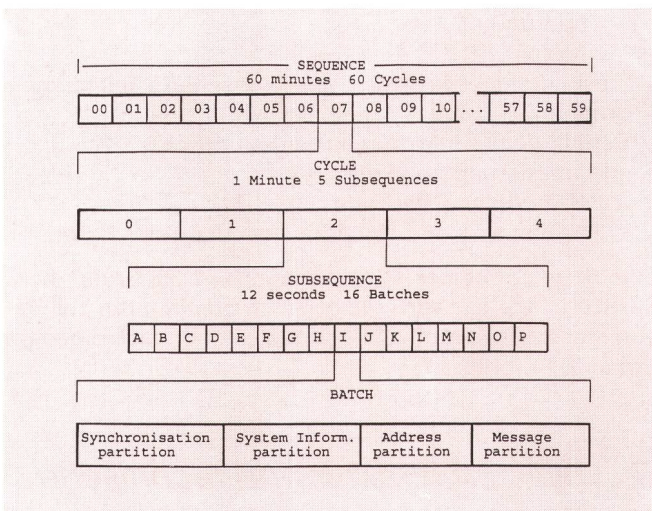 SEQUENCE
60 minutes 60 Cycles
00 01 02 03 04 05 06 07 08 09 10 ... 57 58 59
CYCLE
1 Minute 5 Subsequences
0 1 2 3 4
SUBSEQUENCE
12 seconds 16 Batches
A B C D E F G H I J K L M N O P
BATCH
Synchronisation System Inform. Address Message
partition partition partition partition